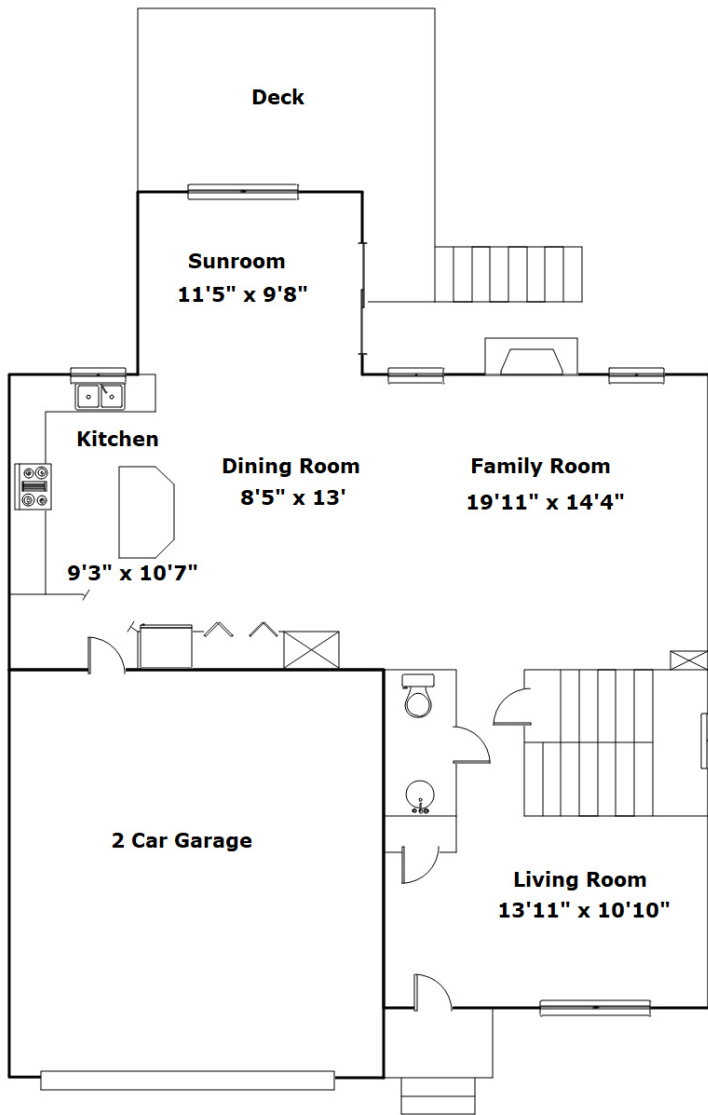 Deck
Sunroom
11'5" x 9'8"
Kitchen
9'3" x 10'7"
Dining Room
8'5" x 13'
Family Room
19'11" x 14'4"
2 Car Garage
Living Room
13'11" x 10'10"